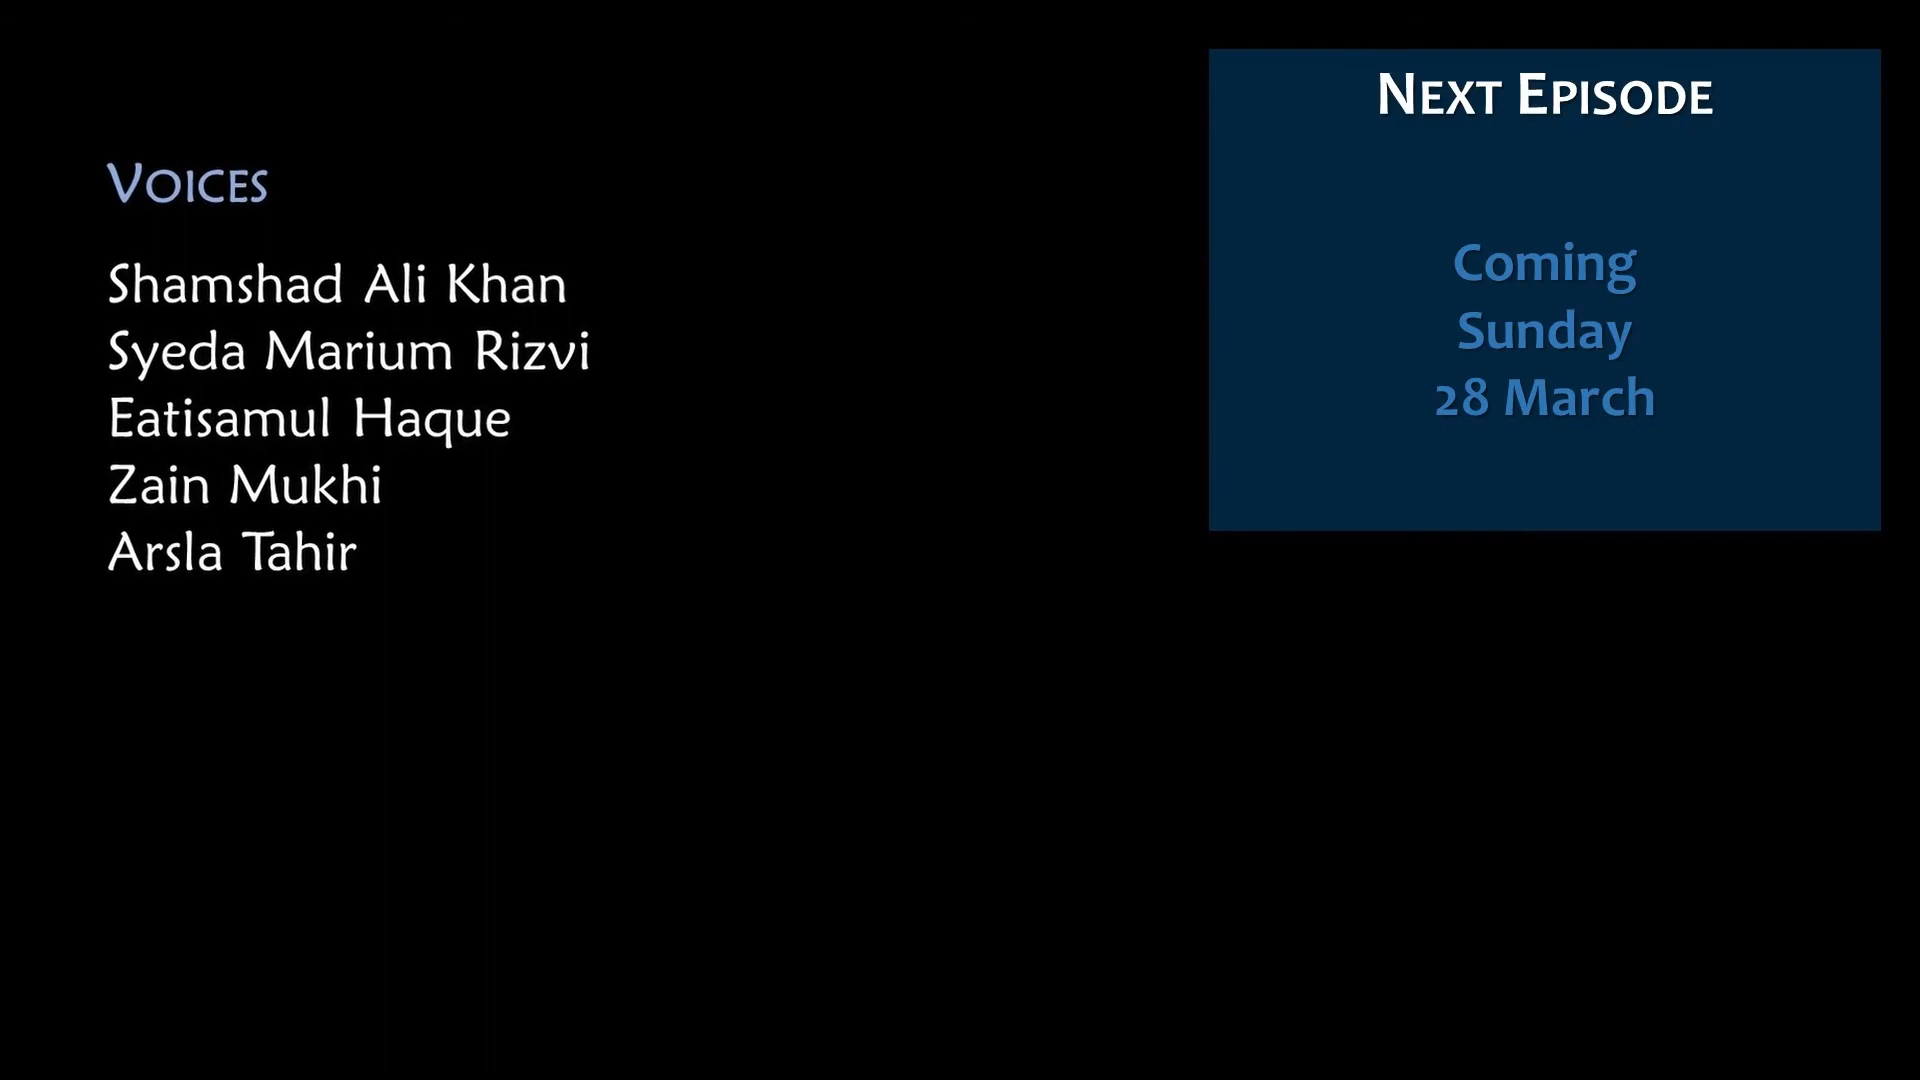 VOICES
Shamshad Ali Khan
Syeda Marium Rizvi
Eatisamul Haque
Zain Mukhi
Arsla Tahir
NEXT EPISODE
Coming
Sunday
28 March